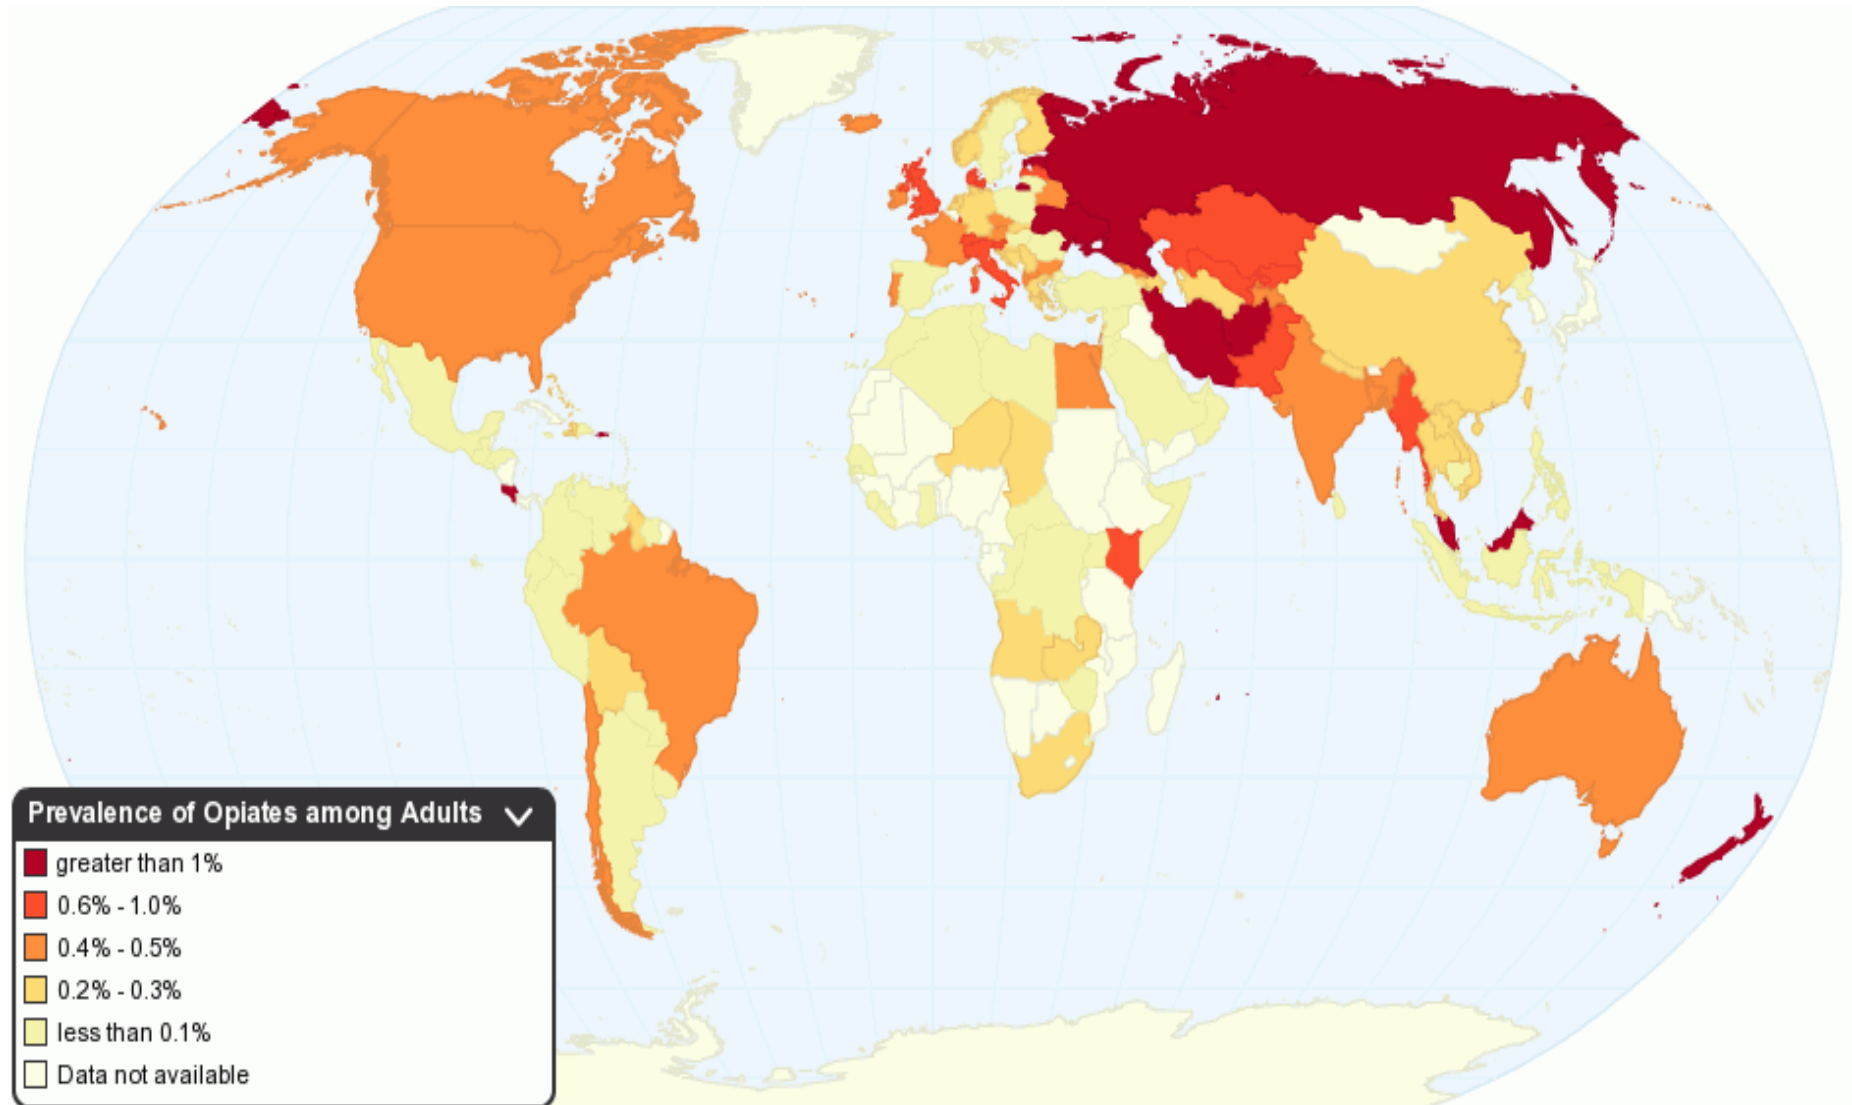 Prevalence of Opiates among Adults
greater than 1%
0.6% - 1.0%
0.4% - 0.5%
0.2% - 0.3%
less than 0.1%
Data not available